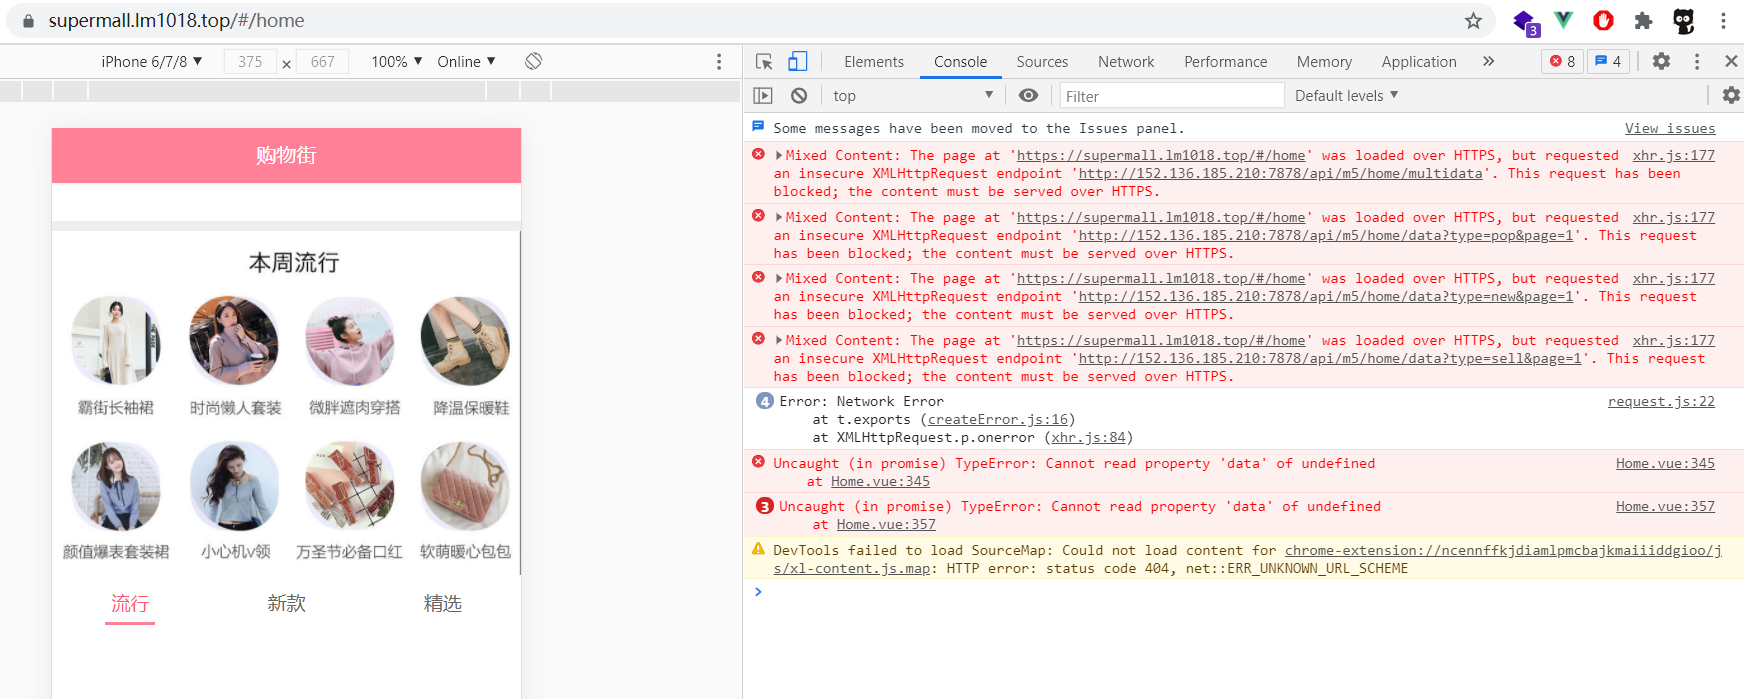 supermall.lm1018.top/#/home
3
iPhone 6/7/8 ▼ 375 × 667 100% ▼ Online ▼
购物街
本周流行
霸街长袖裙 时尚懒人套装 微胖遮肉穿搭 降温保暖鞋
颜值爆表套装裙 小心机v领 万圣节必备口红 软萌暖心包包
流行 新款 精选
Elements Console Sources Network Performance Memory Application » 8 4
top ▼ Filter Default levels ▼
Some messages have been moved to the Issues panel. View issues
Mixed Content: The page at 'https://supermall.lm1018.top/#/home' was loaded over HTTPS, but requested xhr.js:177
an insecure XMLHttpRequest endpoint 'http://152.136.185.210:7878/api/m5/home/multidata'. This request has been
blocked; the content must be served over HTTPS.
Mixed Content: The page at 'https://supermall.lm1018.top/#/home' was loaded over HTTPS, but requested xhr.js:177
an insecure XMLHttpRequest endpoint 'http://152.136.185.210:7878/api/m5/home/data?type=pop&page=1'. This request
has been blocked; the content must be served over HTTPS.
Mixed Content: The page at 'https://supermall.lm1018.top/#/home' was loaded over HTTPS, but requested xhr.js:177
an insecure XMLHttpRequest endpoint 'http://152.136.185.210:7878/api/m5/home/data?type=new&page=1'. This request
has been blocked; the content must be served over HTTPS.
Mixed Content: The page at 'https://supermall.lm1018.top/#/home' was loaded over HTTPS, but requested xhr.js:177
an insecure XMLHttpRequest endpoint 'http://152.136.185.210:7878/api/m5/home/data?type=sell&page=1'. This request
has been blocked; the content must be served over HTTPS.
4 Error: Network Error request.js:22
at t.exports (createError.js:16)
at XMLHttpRequest.p.onerror (xhr.js:84)
Uncaught (in promise) TypeError: Cannot read property 'data' of undefined Home.vue:345
at Home.vue:345
3 Uncaught (in promise) TypeError: Cannot read property 'data' of undefined Home.vue:357
at Home.vue:357
DevTools failed to load SourceMap: Could not load content for chrome-extension://ncennffkjdiamlpmcbajkmaiiiddgioo/j
s/xl-content.js.map: HTTP error: status code 404, net::ERR_UNKNOWN_URL_SCHEME